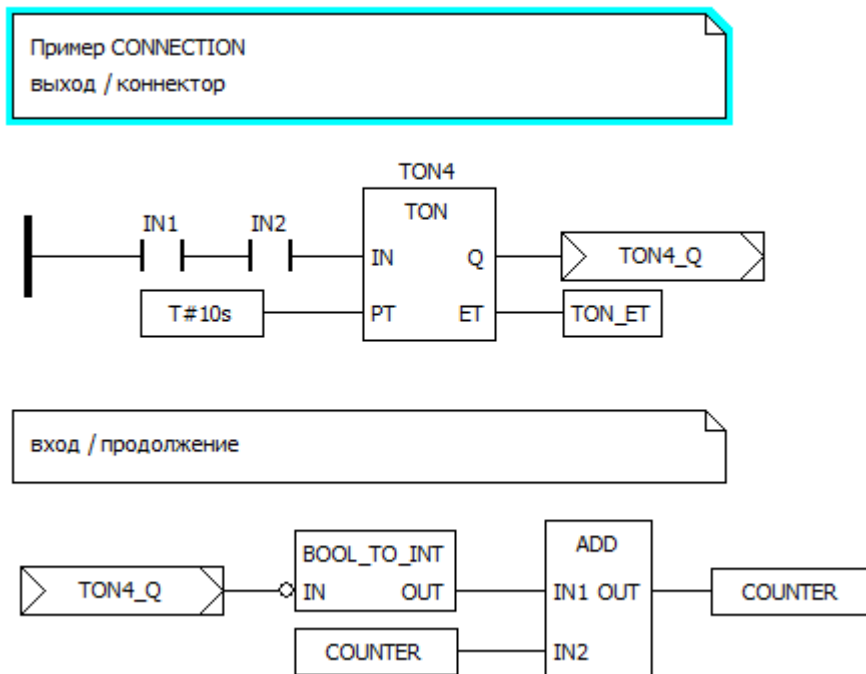 Пример CONNECTION
выход / коннектор
TON4
TON
IN1 IN2
IN Q TON4_Q
T#10s PT ET TON_ET
вход / продолжение
ADD
BOOL_TO_INT
TON4_Q IN OUT IN1 OUT COUNTER
COUNTER IN2